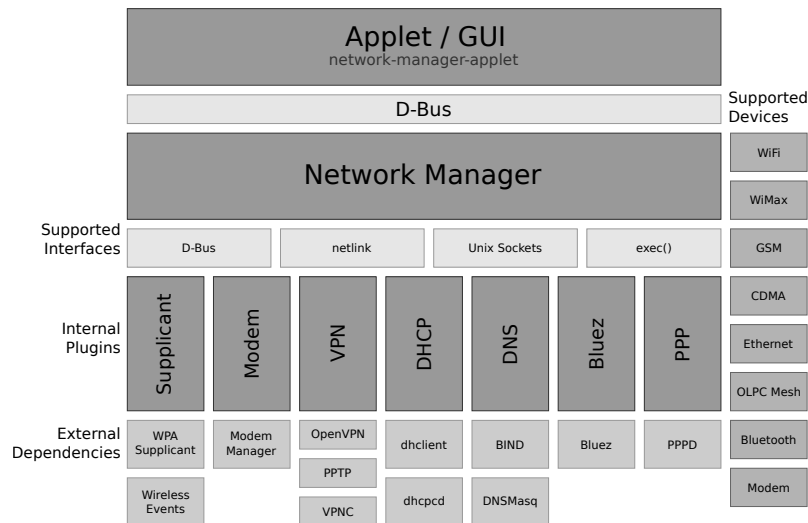 Applet / GUI
network-manager-applet
D-Bus
Supported
Devices
Network Manager
WiFi
WiMax
Supported
Interfaces
D-Bus
netlink
Unix Sockets
exec()
GSM
Internal
Plugins
Supplicant
Modem
VPN
DHCP
DNS
Bluez
PPP
CDMA
Ethernet
OLPC Mesh
External
Dependencies
WPA
Supplicant
Modem
Manager
OpenVPN
dhclient
BIND
Bluez
PPPD
Bluetooth
PPTP
Wireless
Events
VPNC
dhcpcd
DNSMasq
Modem